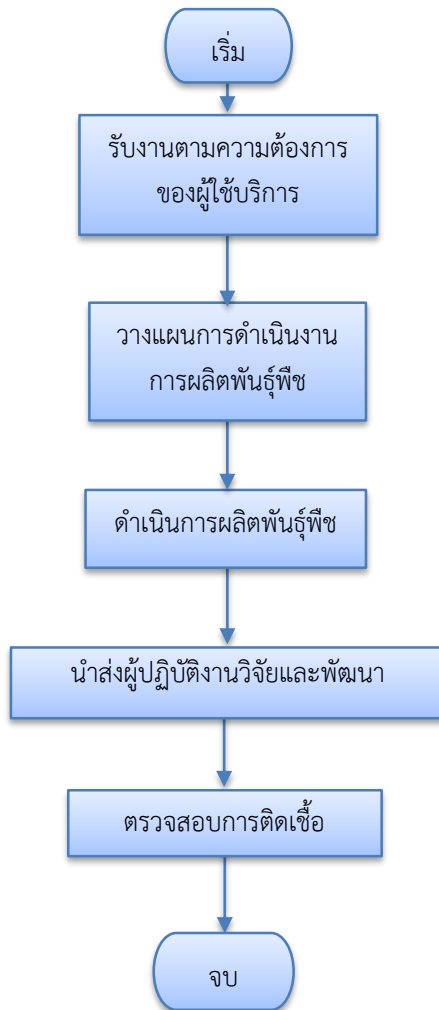 เริ่ม
รับงานตามความต้องการ
ของผู้ใช้บริการ
วางแผนการดำเนินงาน
การผลิตพันธุ์พืช
ดำเนินการผลิตพันธุ์พืช
นำส่งผู้ปฏิบัติงานวิจัยและพัฒนา
ตรวจสอบการติดเชื้อ
จบ